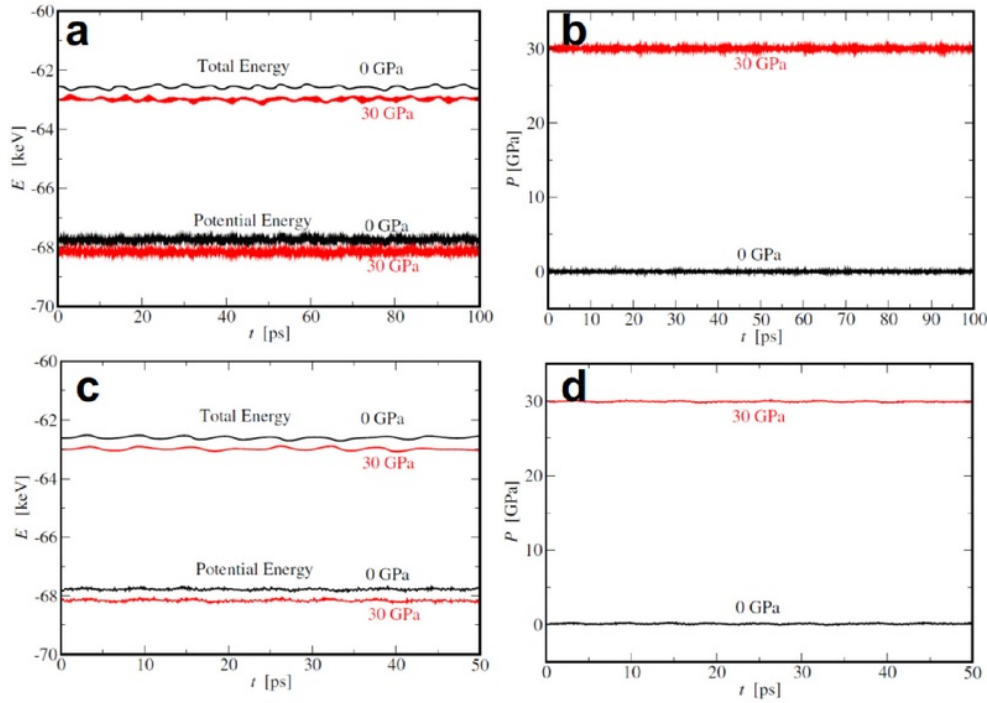 a
-60
-62
-64
-66
-68
-70
E [keV]
Total Energy 0 GPa
30 GPa
Potential Energy 0 GPa
30 GPa
0 20 40 60 80 100
t [ps]
b
30
20
10
0
P [GPa]
30 GPa
0 GPa
0 10 20 30 40 50 60 70 80 90 100
t [ps]
c
-60
-62
-64
-66
-68
-70
E [keV]
Total Energy 0 GPa
30 GPa
Potential Energy 0 GPa
30 GPa
0 10 20 30 40 50
t [ps]
d
30
20
10
0
P [GPa]
30 GPa
0 GPa
0 10 20 30 40 50
t [ps]